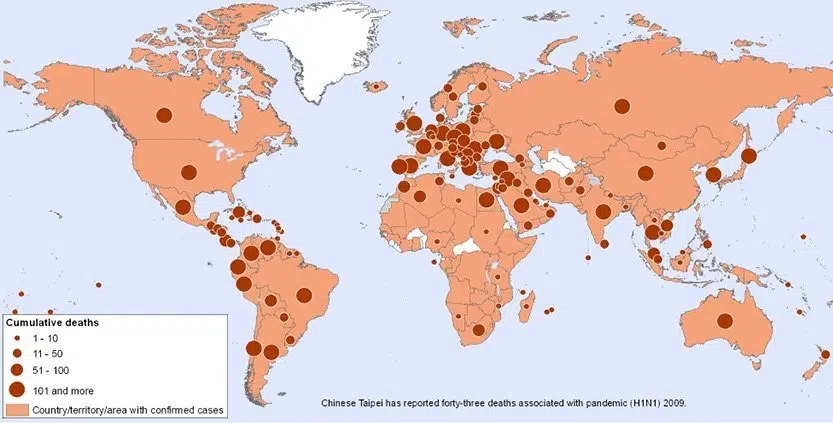 Cumulative deaths
1 - 10
11 - 50
51 - 100
101 and more
Country/territory/area with confirmed cases
Chinese Taipei has reported forty-three deaths associated with pandemic (H1N1) 2009.